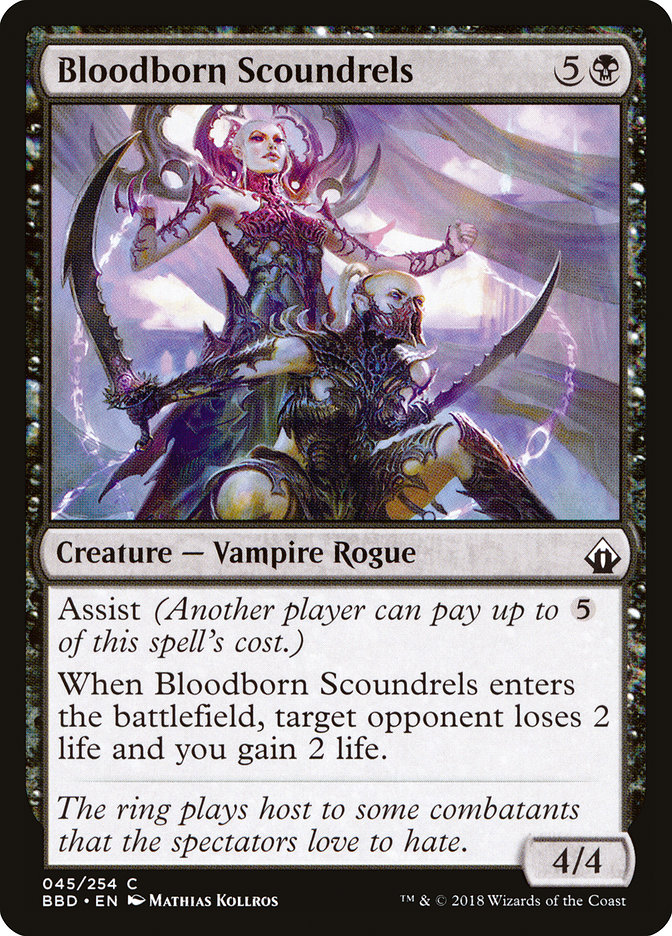 Bloodborn Scoundrels 5
Creature — Vampire Rogue
Assist (Another player can pay up to 5
of this spell's cost.)
When Bloodborn Scoundrels enters
the battlefield, target opponent loses 2
life and you gain 2 life.
The ring plays host to some combatants
that the spectators love to hate.
4/4
045/254 C
BBD • EN Mathias Kollros
™ & © 2018 Wizards of the Coast